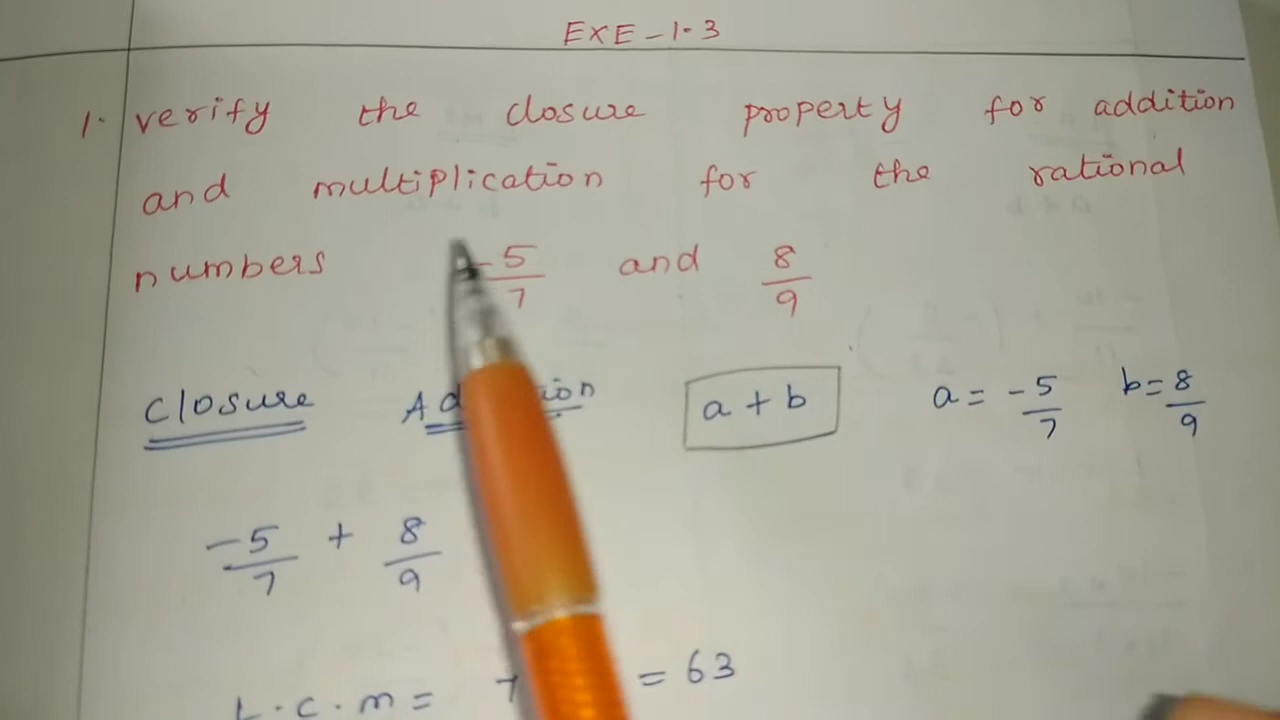 EXE - 1.3
1. verify the closure property for addition
and multiplication for the rational
numbers -5/7 and 8/9
Closure a + b a = -5/7 b = 8/9
-5/7 + 8/9
L.C.M = 7 = 63